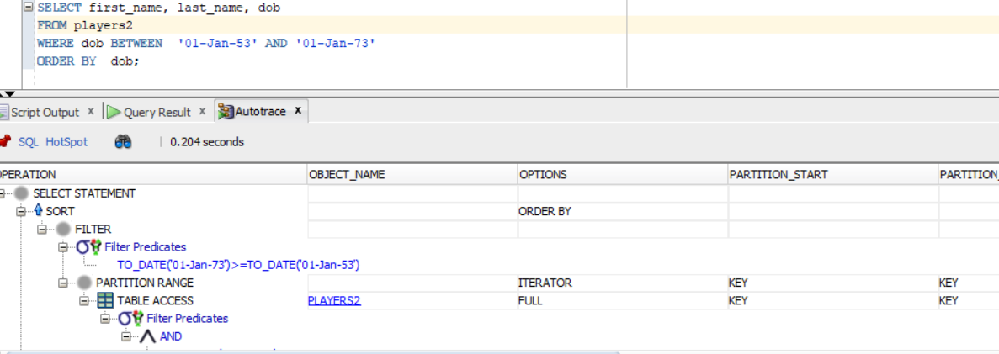 SELECT first_name, last_name, dob
FROM players2
WHERE dob BETWEEN  '01-Jan-53' AND '01-Jan-73'
ORDER BY  dob;
Script Output x Query Result x Autotrace x
SQL HotSpot | 0.204 seconds
OPERATION OBJECT_NAME OPTIONS PARTITION_START PARTITION_
SELECT STATEMENT
SORT ORDER BY
FILTER
Filter Predicates
TO_DATE('01-Jan-73')>=TO_DATE('01-Jan-53')
PARTITION RANGE ITERATOR KEY KEY
TABLE ACCESS PLAYERS2 FULL KEY KEY
Filter Predicates
AND